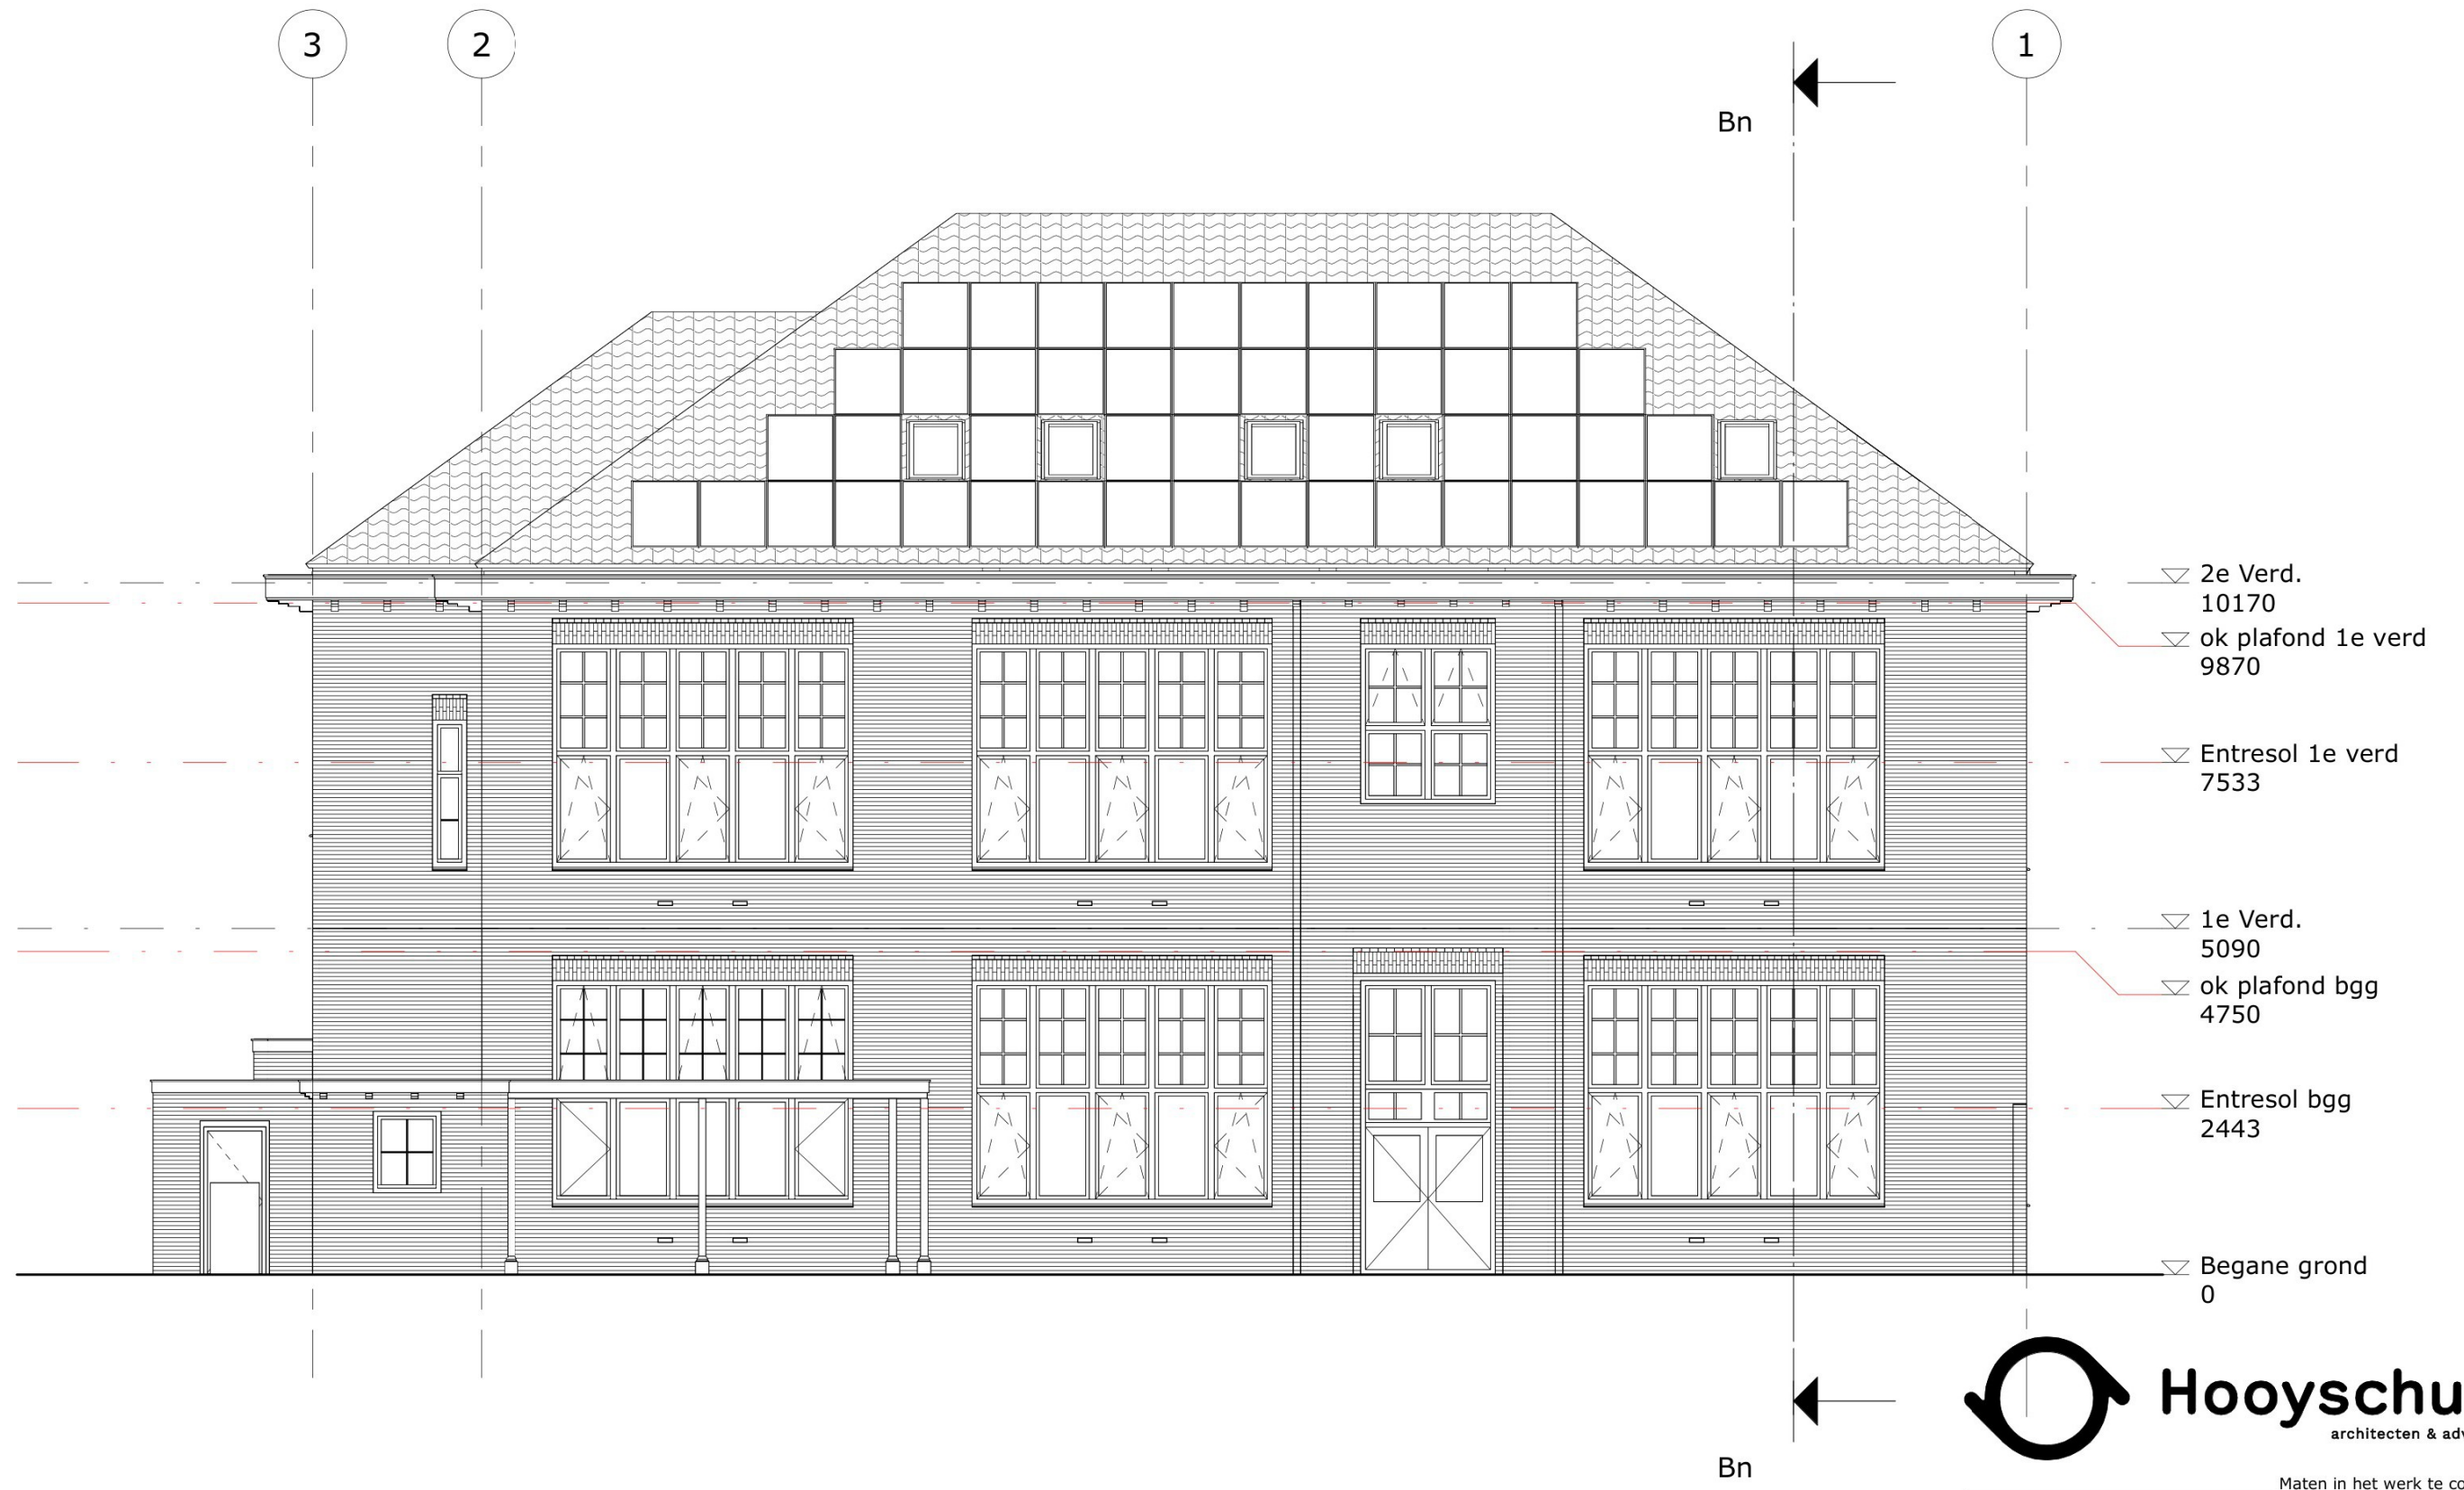 3
2
1
Bn
2e Verd.
10170
ok plafond 1e verd
9870
Entresol 1e verd
7533
1e Verd.
5090
ok plafond bgg
4750
Entresol bgg
2443
Begane grond
0
Hooyschu
architecten & adv
Bn
Maten in het werk te co